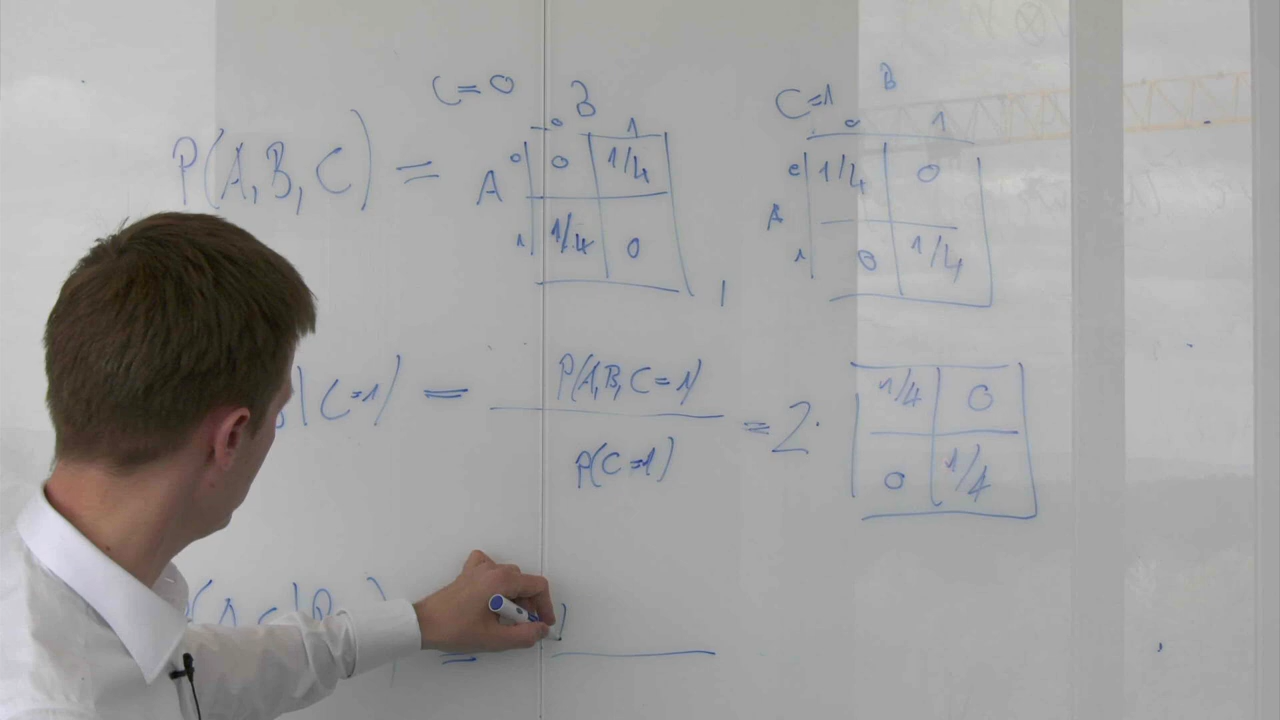 C=0 B C=1 B
0 1 0 1
P(A,B,C) = A 0 0 1/4 0 1/4 0
A
1 1/4 0 , 1 0 1/4
|C=1) = P(A,B,C=1) = 2· 1/4 0
P(C=1) 0 1/4
=